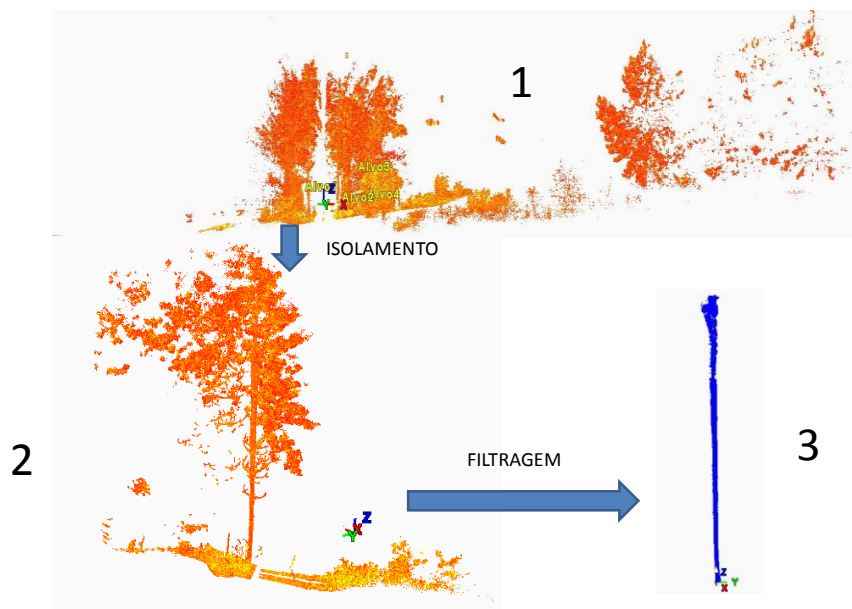 1
Alvo3
Alvo
Z
Alvo2
Alvo4
Y
X
ISOLAMENTO
2
Z
X
Y
FILTRAGEM
3
Z
Y
X